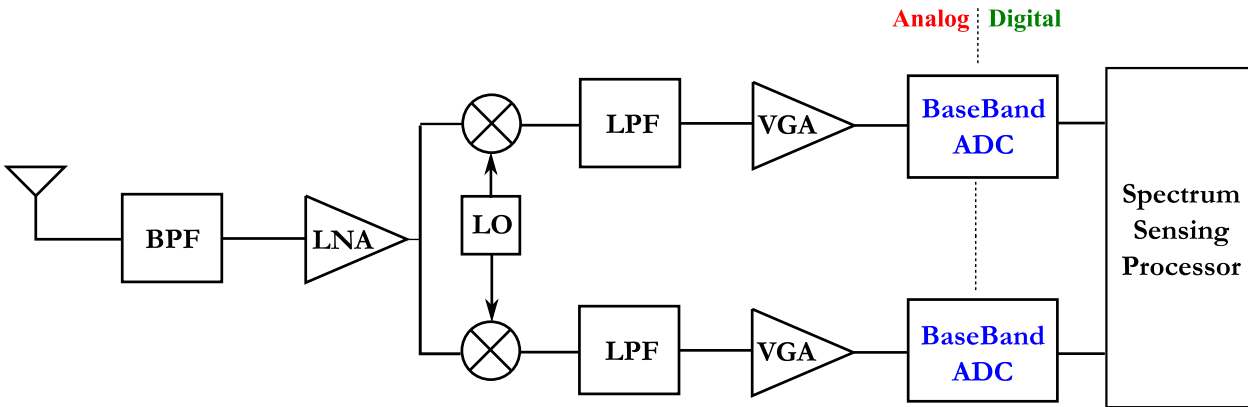 Analog Digital
LPF
VGA
BaseBand
ADC
BPF
LNA
LO
Spectrum
Sensing
Processor
LPF
VGA
BaseBand
ADC